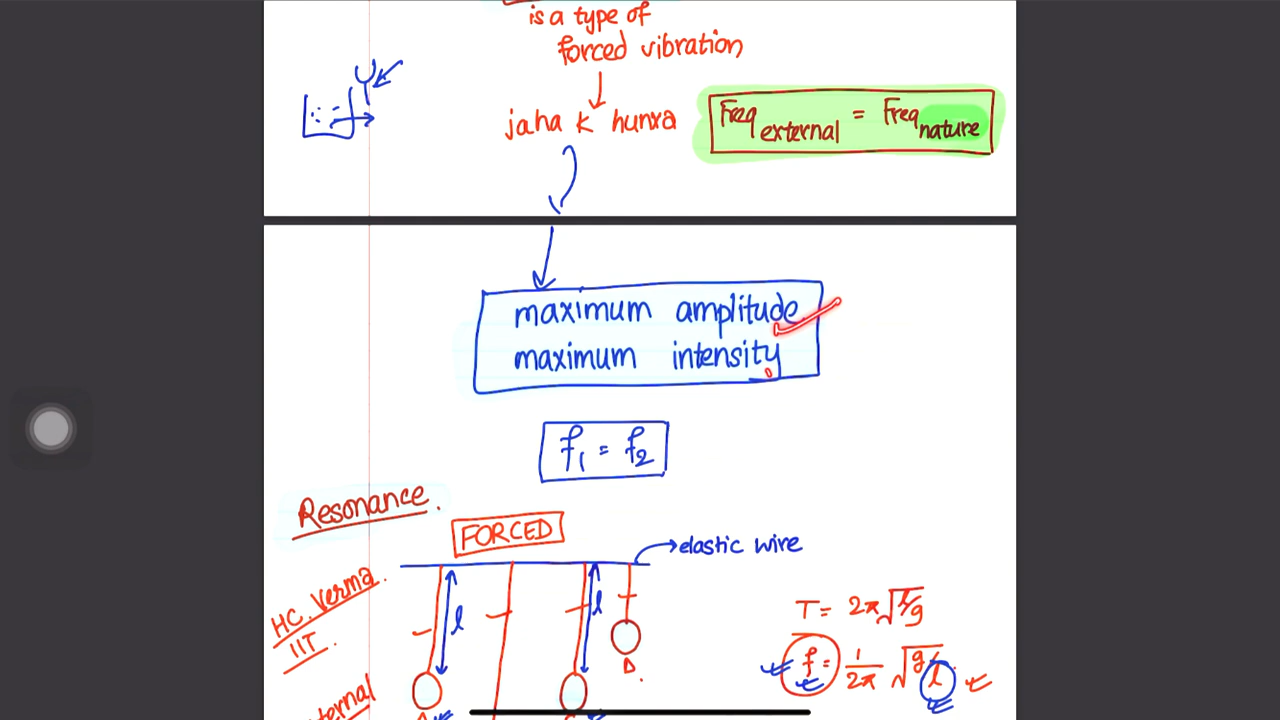 is a type of
forced vibration
jaha k hunxa
Freq external = Freq nature
maximum amplitude
maximum intensity
f₁ = f₂
Resonance.
FORCED
elastic wire
HC. Verma.
IIT.
l
l
D.
T = 2π√l/g
f = 1/2π √g/l